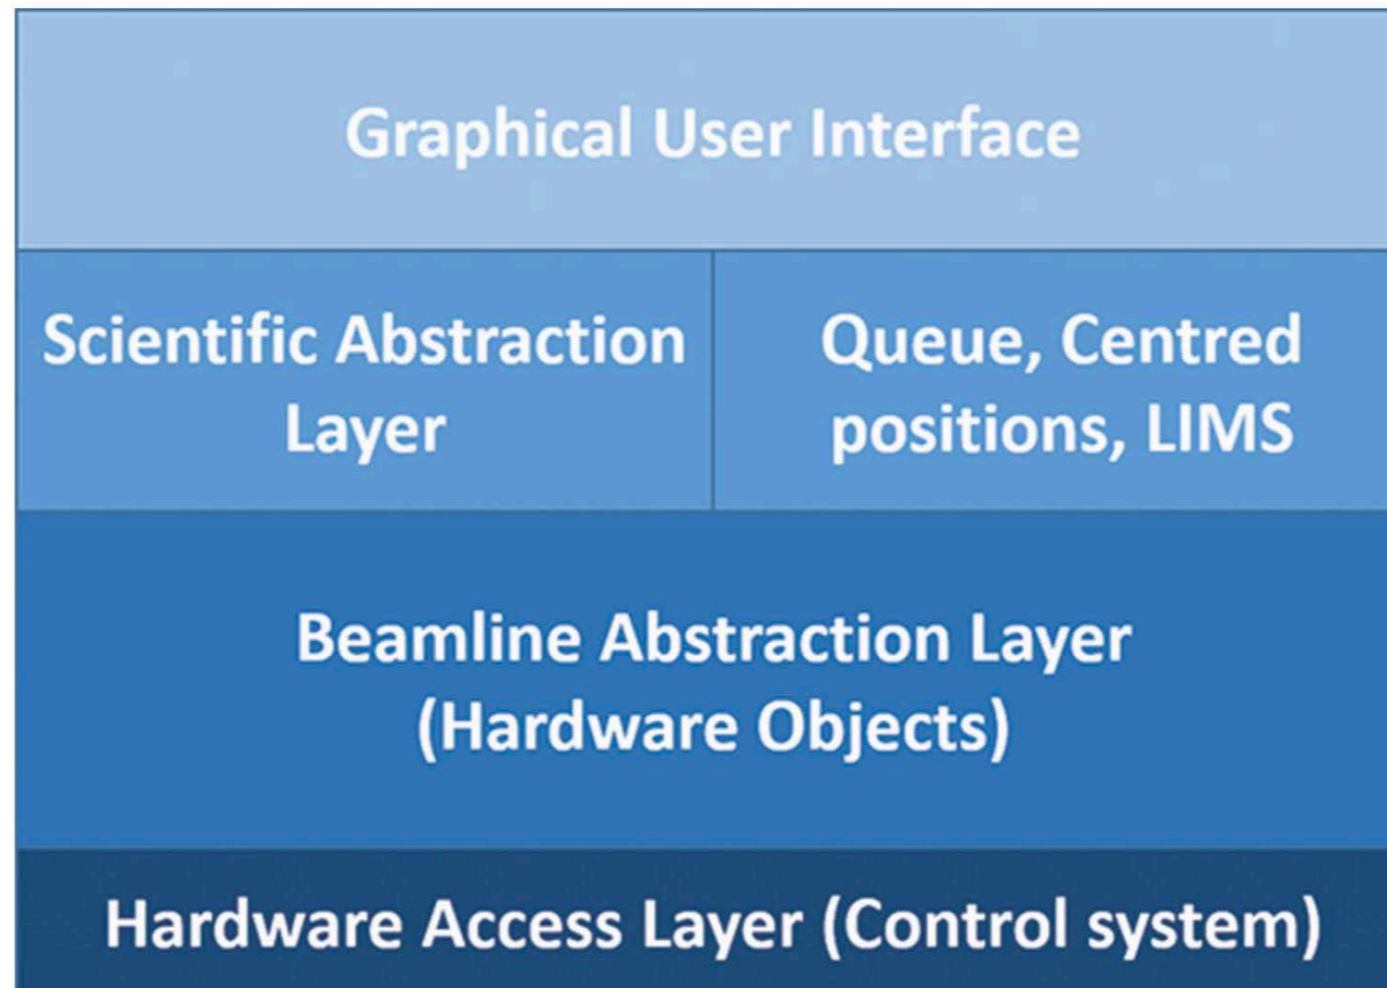 Graphical User Interface
Scientific Abstraction
Layer
Queue, Centred
positions, LIMS
Beamline Abstraction Layer
(Hardware Objects)
Hardware Access Layer (Control system)